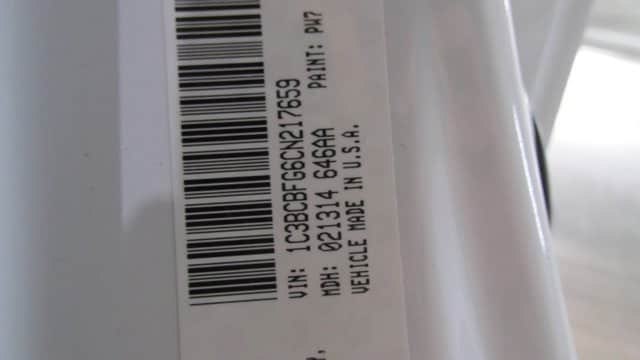 VIN: 1C3BCBFG6CN217659
MDH: 021314 646AA PAINT: PW7
VEHICLE MADE IN U.S.A.